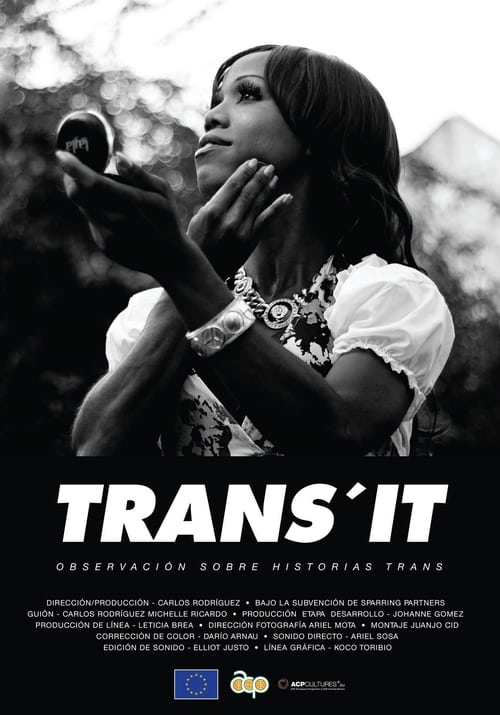 TRANS´IT
OBSERVACIÓN SOBRE HISTORIAS TRANS
DIRECCIÓN/PRODUCCIÓN - CARLOS RODRÍGUEZ • BAJO LA SUBVENCIÓN DE SPARRING PARTNERS
GUIÓN - CARLOS RODRÍGUEZ MICHELLE RICARDO • PRODUCCIÓN ETAPA DESARROLLO - JOHANNE GOMEZ
PRODUCCIÓN DE LÍNEA - LETICIA BREA • DIRECCIÓN FOTOGRAFÍA ARIEL MOTA • MONTAJE JUANJO CID
CORRECCIÓN DE COLOR - DARÍO ARNAU • SONIDO DIRECTO - ARIEL SOSA
EDICIÓN DE SONIDO - ELLIOT JUSTO • LÍNEA GRÁFICA - KOCO TORIBIO
acp
ACPCULTURES+EU